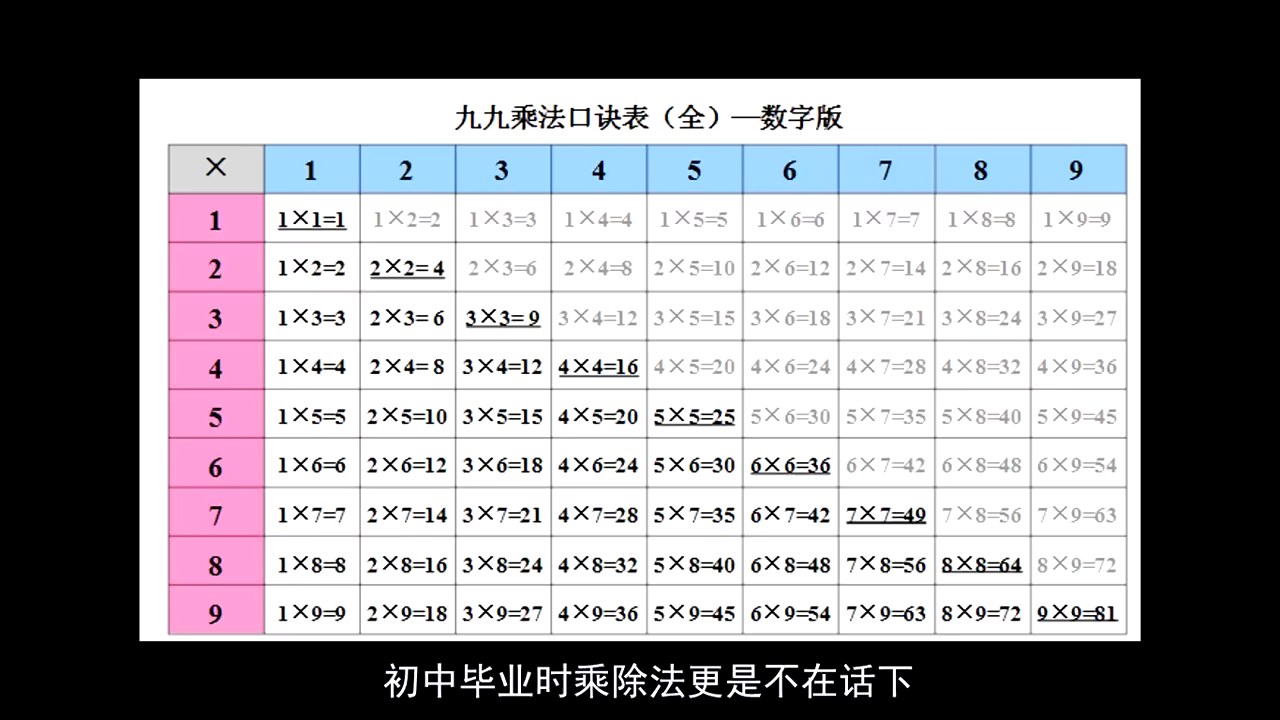 九九乘法口诀表（全）—数字版
× 1 2 3 4 5 6 7 8 9
1 1×1=1 1×2=2 1×3=3 1×4=4 1×5=5 1×6=6 1×7=7 1×8=8 1×9=9
2 1×2=2 2×2= 4 2×3=6 2×4=8 2×5=10 2×6=12 2×7=14 2×8=16 2×9=18
3 1×3=3 2×3= 6 3×3= 9 3×4=12 3×5=15 3×6=18 3×7=21 3×8=24 3×9=27
4 1×4=4 2×4= 8 3×4=12 4×4=16 4×5=20 4×6=24 4×7=28 4×8=32 4×9=36
5 1×5=5 2×5=10 3×5=15 4×5=20 5×5=25 5×6=30 5×7=35 5×8=40 5×9=45
6 1×6=6 2×6=12 3×6=18 4×6=24 5×6=30 6×6=36 6×7=42 6×8=48 6×9=54
7 1×7=7 2×7=14 3×7=21 4×7=28 5×7=35 6×7=42 7×7=49 7×8=56 7×9=63
8 1×8=8 2×8=16 3×8=24 4×8=32 5×8=40 6×8=48 7×8=56 8×8=64 8×9=72
9 1×9=9 2×9=18 3×9=27 4×9=36 5×9=45 6×9=54 7×9=63 8×9=72 9×9=81
初中毕业时乘除法更是不在话下